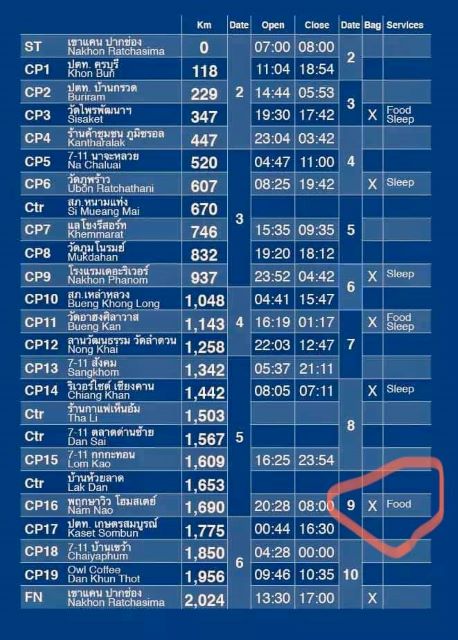 Km Date Open Close Date Bag Services
ST เขาแคน ปากช่อง 0 07:00 08:00
Nakhon Ratchasima
2
CP1 ปตท. ครบุรี 118 11:04 18:54
Khon Buri
CP2 ปตท. บ้านกรวด 229 14:44 05:53
Buriram
2 3
CP3 วัดไพรพัฒนาฯ 347 19:30 17:42 X Food
Sisaket Sleep
CP4 ร้านค้าชุมชน ภูมิซรอล 447 23:04 03:42
Kantharalak
CP5 7-11 นาจะหลวย 520 04:47 11:00
Na Chaluai
4
CP6 วัดภูพร้าว 607 08:25 19:42 X Sleep
Ubon Ratchathani
Ctr สภ.หนามแท่ง 670
Si Mueang Mai
3
CP7 แลโขงรีสอร์ท 746 15:35 09:35 5
Khemmarat
CP8 วัดภูมโนรมย์ 832 19:20 18:12
Mukdahan
CP9 โรงแรมเดอะริเวอร์ 937 23:52 04:42 X Sleep
Nakhon Phanom
6
CP10 สภ.เหล่าหลวง 1,048 04:41 15:47
Bueng Khong Long
CP11 วัดอาฮงศิลาวาส 1,143 4 16:19 01:17 X Food
Bueng Kan Sleep
CP12 ลานวัฒนธรรม วัดลำดวน 1,258 22:03 12:47 7
Nong Khai
CP13 7-11 สังคม 1,342 05:37 21:11
Sangkhom
CP14 ริเวอร์ไซด์ เชียงคาน 1,442 08:05 07:11 X Sleep
Chiang Khan
Ctr ร้านกาแฟเห็นอ้ม 1,503
Tha Li
8
Ctr 7-11 ตลาดด่านซ้าย 1,567 5
Dan Sai
CP15 7-11 กกกะทอน 1,609 16:25 23:54
Lom Kao
Ctr บ้านห้วยลาด 1,653
Lak Dan
CP16 พฤกษาวิว โฮมสเตย์ 1,690 20:28 08:00 9 X Food
Nam Nao
CP17 ปตท. เกษตรสมบูรณ์ 1,775 00:44 16:30
Kaset Sombun
CP18 7-11 บ้านเขว้า 1,850 04:28 00:00
Chaiyaphum
6
CP19 Owl Coffee 1,956 09:46 10:35 10
Dan Khun Thot
FN เขาแคน ปากช่อง 2,024 13:30 17:00 X
Nakhon Ratchasima